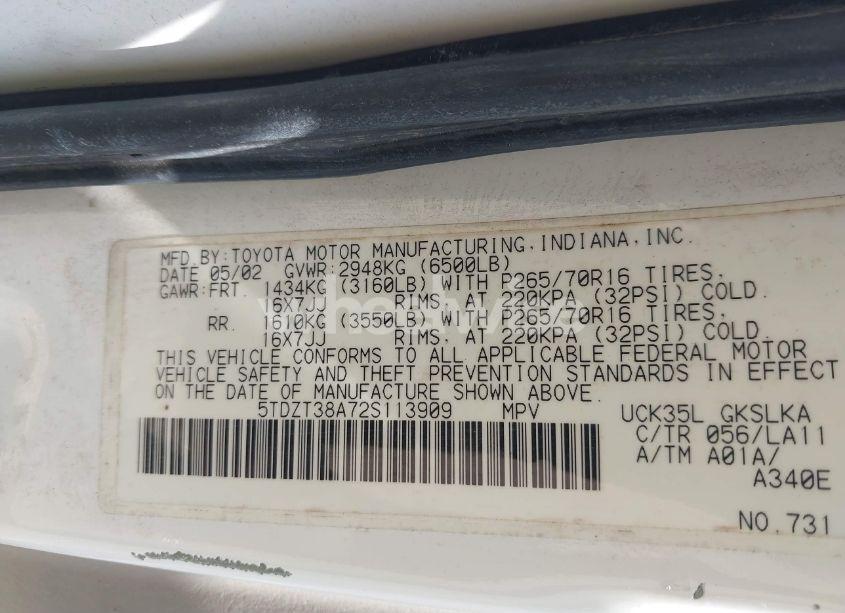 MFD.BY:TOYOTA MOTOR MANUFACTURING,INDIANA,INC.
DATE 05/02 GVWR:2948KG (6500LB)
GAWR:FRT. 1434KG (3160LB) WITH P265/70R16 TIRES.
16X7JJ RIMS. AT 220KPA (32PSI) COLD.
RR. 1610KG (3550LB) WITH P265/70R16 TIRES.
16X7JJ RIMS. AT 220KPA (32PSI) COLD.
THIS VEHICLE CONFORMS TO ALL APPLICABLE FEDERAL MOTOR
VEHICLE SAFETY AND THEFT PREVENTION STANDARDS IN EFFECT
ON THE DATE OF MANUFACTURE SHOWN ABOVE.
5TDZT38A72S113909 MPV UCK35L GKSLKA
C/TR 056/LA11
A/TM A01A/
A340E
NO.731